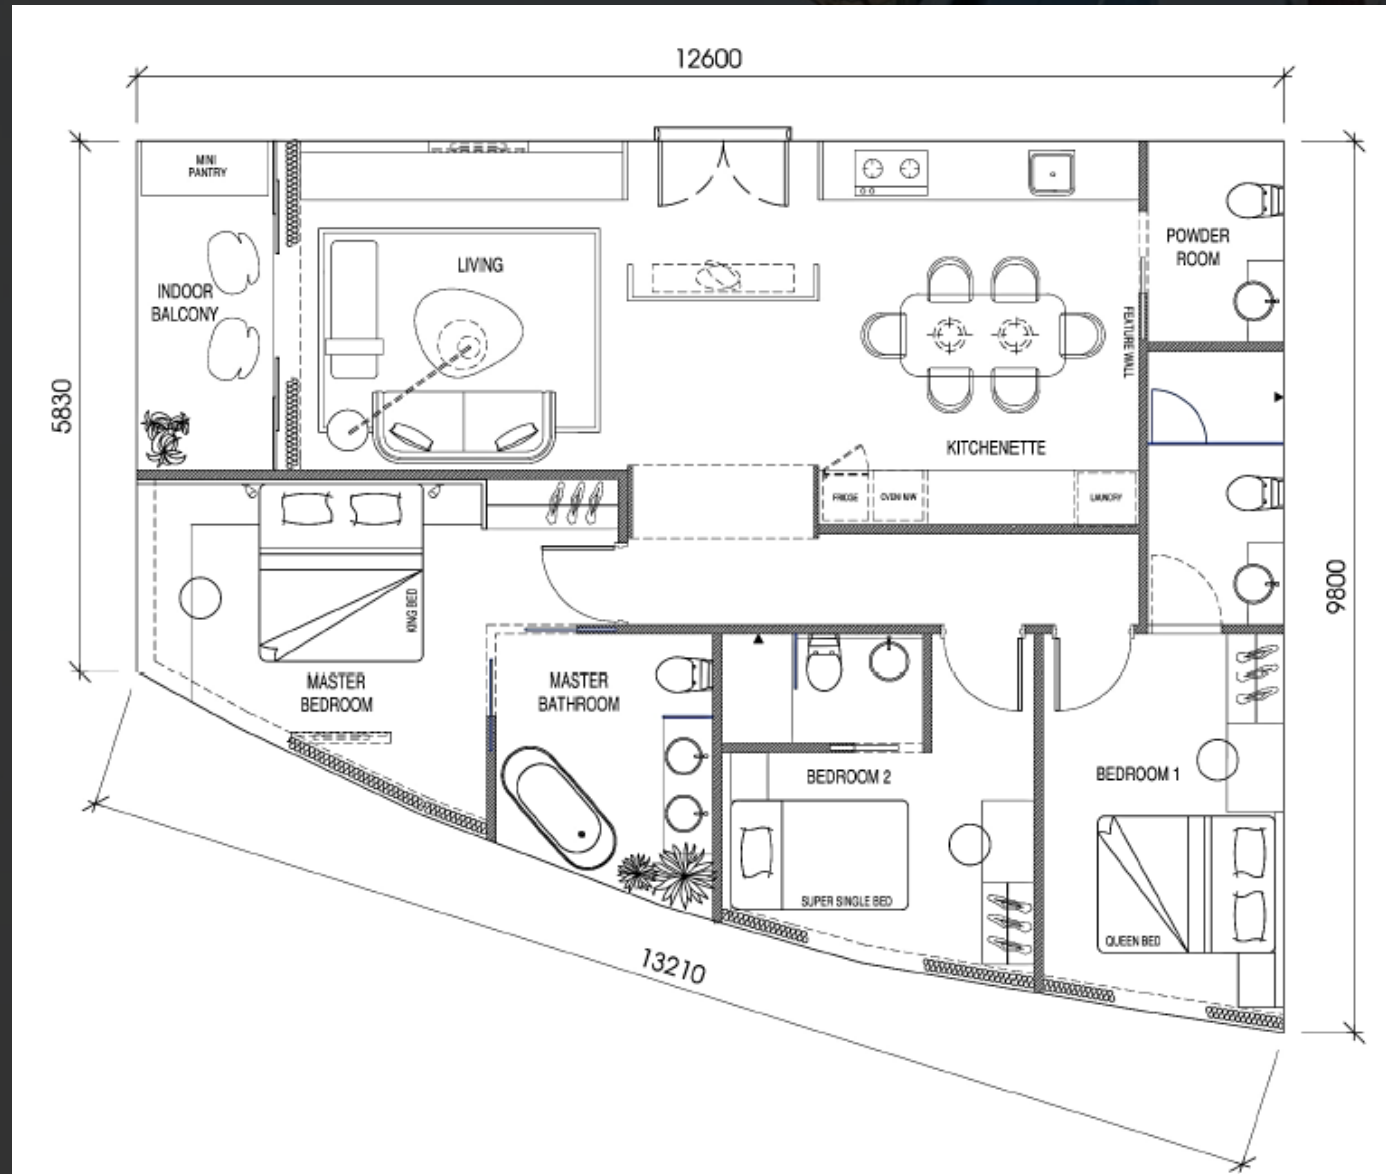 12600
MINI
PANTRY
POWDER
ROOM
LIVING
INDOOR
BALCONY
FEATURE WALL
5830
KITCHENETTE
FRIDGE
OVEN M/W
LAUNDRY
9800
KING BED
MASTER
BEDROOM
MASTER
BATHROOM
BEDROOM 2
BEDROOM 1
SUPER SINGLE BED
QUEEN BED
13210